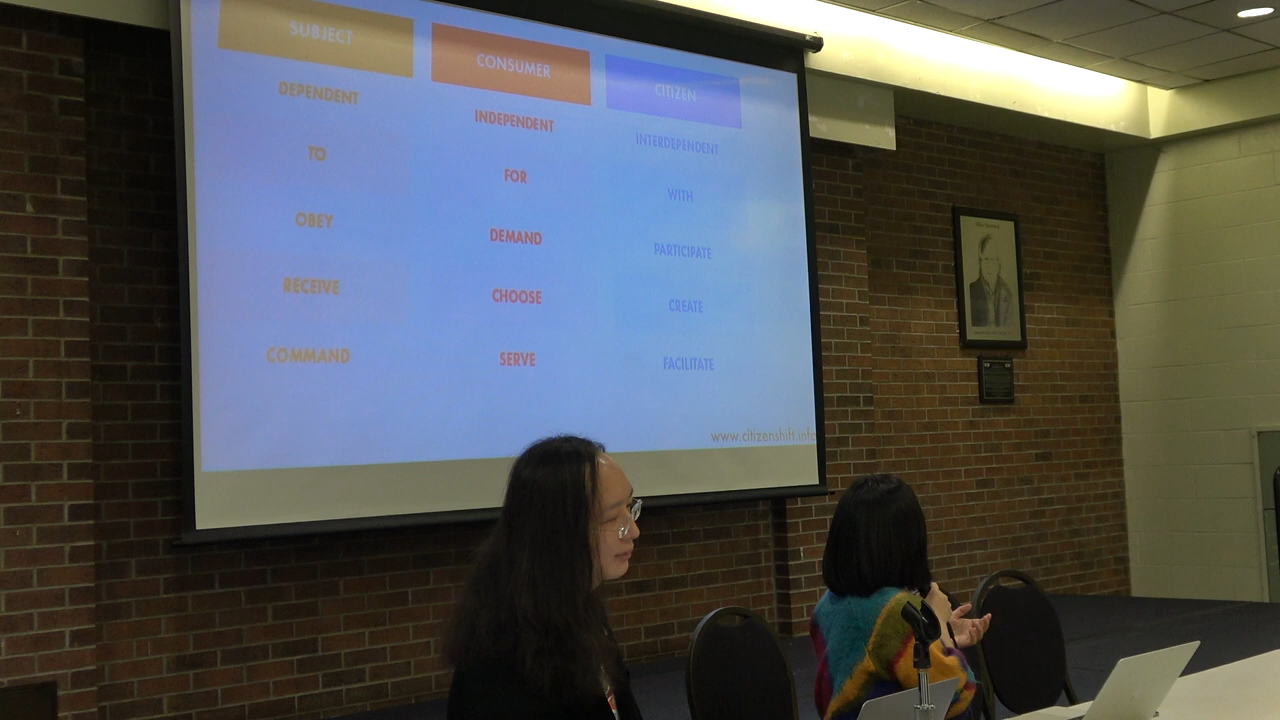 SUBJECT CONSUMER CITIZEN
DEPENDENT INDEPENDENT INTERDEPENDENT
TO FOR WITH
OBEY DEMAND PARTICIPATE
RECEIVE CHOOSE CREATE
COMMAND SERVE FACILITATE
www.citizenshift.info